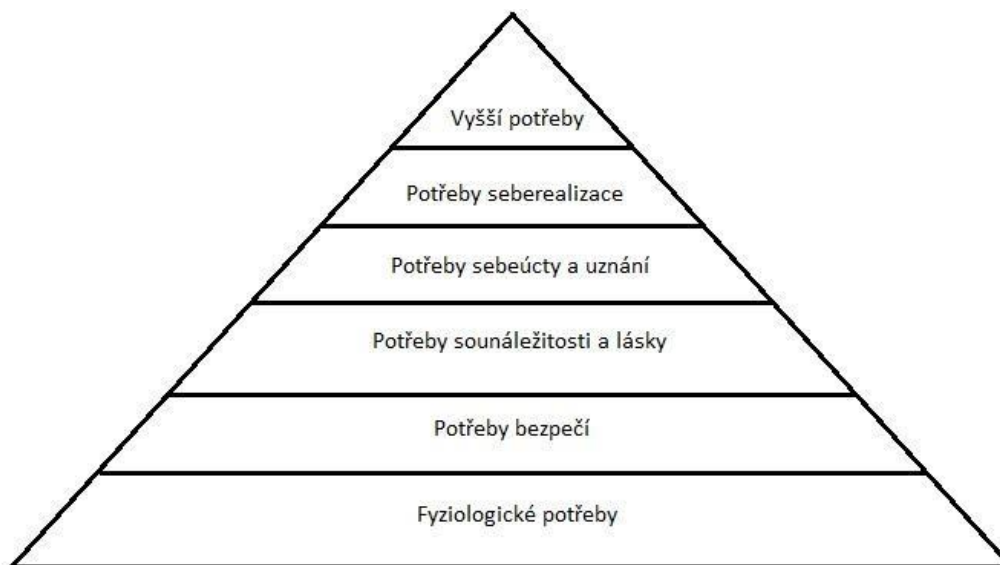 Vyšší potřeby
Potřeby seberealizace
Potřeby sebeúcty a uznání
Potřeby sounáležitosti a lásky
Potřeby bezpečí
Fyziologické potřeby